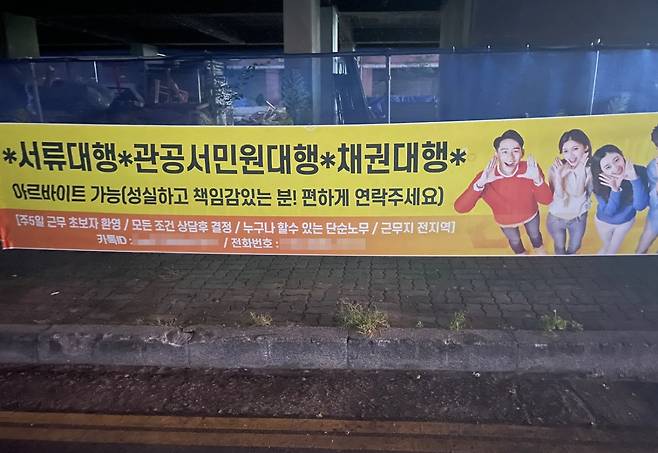 *서류대행*관공서민원대행*채권대행*
아르바이트 가능(성실하고 책임감있는 분! 편하게 연락주세요)
[주5일 근무 초보자 환영 / 모든 조건 상담후 결정 / 누구나 할수 있는 단순노무 / 근무지 전지역]
카톡ID : / 전화번호 :